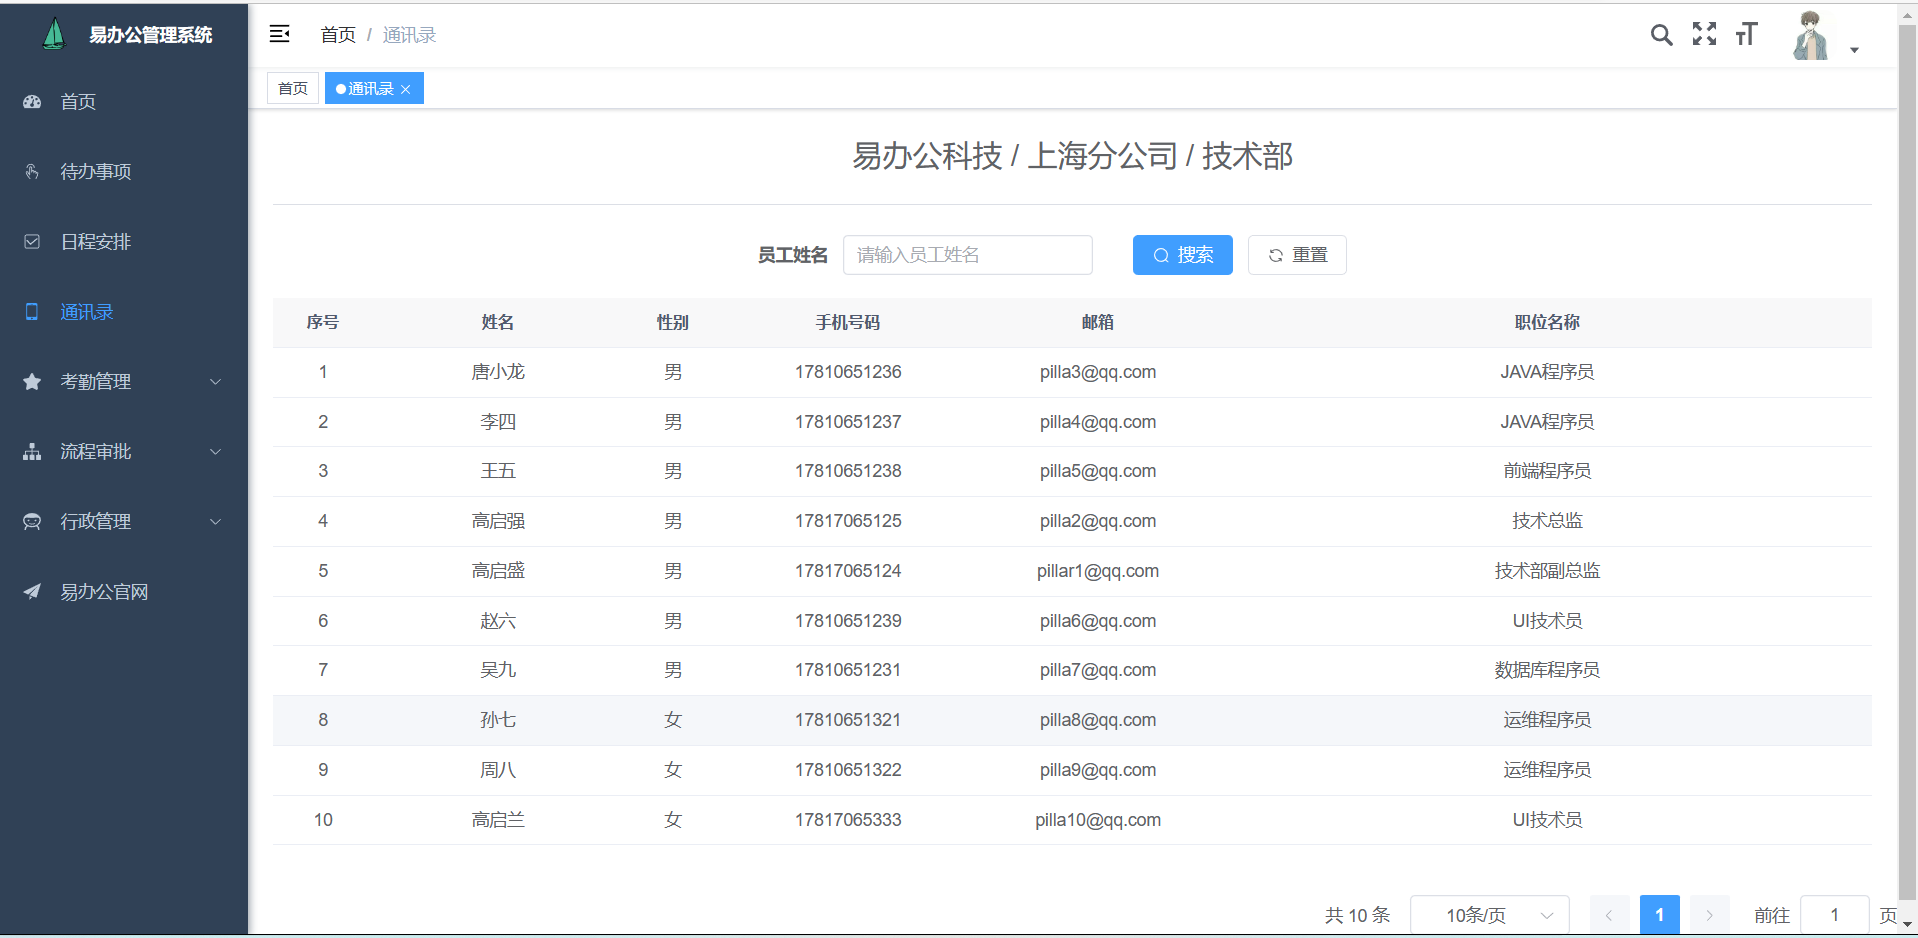 易办公管理系统
首页 / 通讯录
首页
通讯录
首页
待办事项
日程安排
通讯录
考勤管理
流程审批
行政管理
易办公官网
易办公科技 / 上海分公司 / 技术部
员工姓名 请输入员工姓名 搜索 重置
序号 姓名 性别 手机号码 邮箱 职位名称
1 唐小龙 男 17810651236 pilla3@qq.com JAVA程序员
2 李四 男 17810651237 pilla4@qq.com JAVA程序员
3 王五 男 17810651238 pilla5@qq.com 前端程序员
4 高启强 男 17817065125 pilla2@qq.com 技术总监
5 高启盛 男 17817065124 pillar1@qq.com 技术部副总监
6 赵六 男 17810651239 pilla6@qq.com UI技术员
7 吴九 男 17810651231 pilla7@qq.com 数据库程序员
8 孙七 女 17810651321 pilla8@qq.com 运维程序员
9 周八 女 17810651322 pilla9@qq.com 运维程序员
10 高启兰 女 17817065333 pilla10@qq.com UI技术员
共 10 条 10条/页 1 前往 1 页